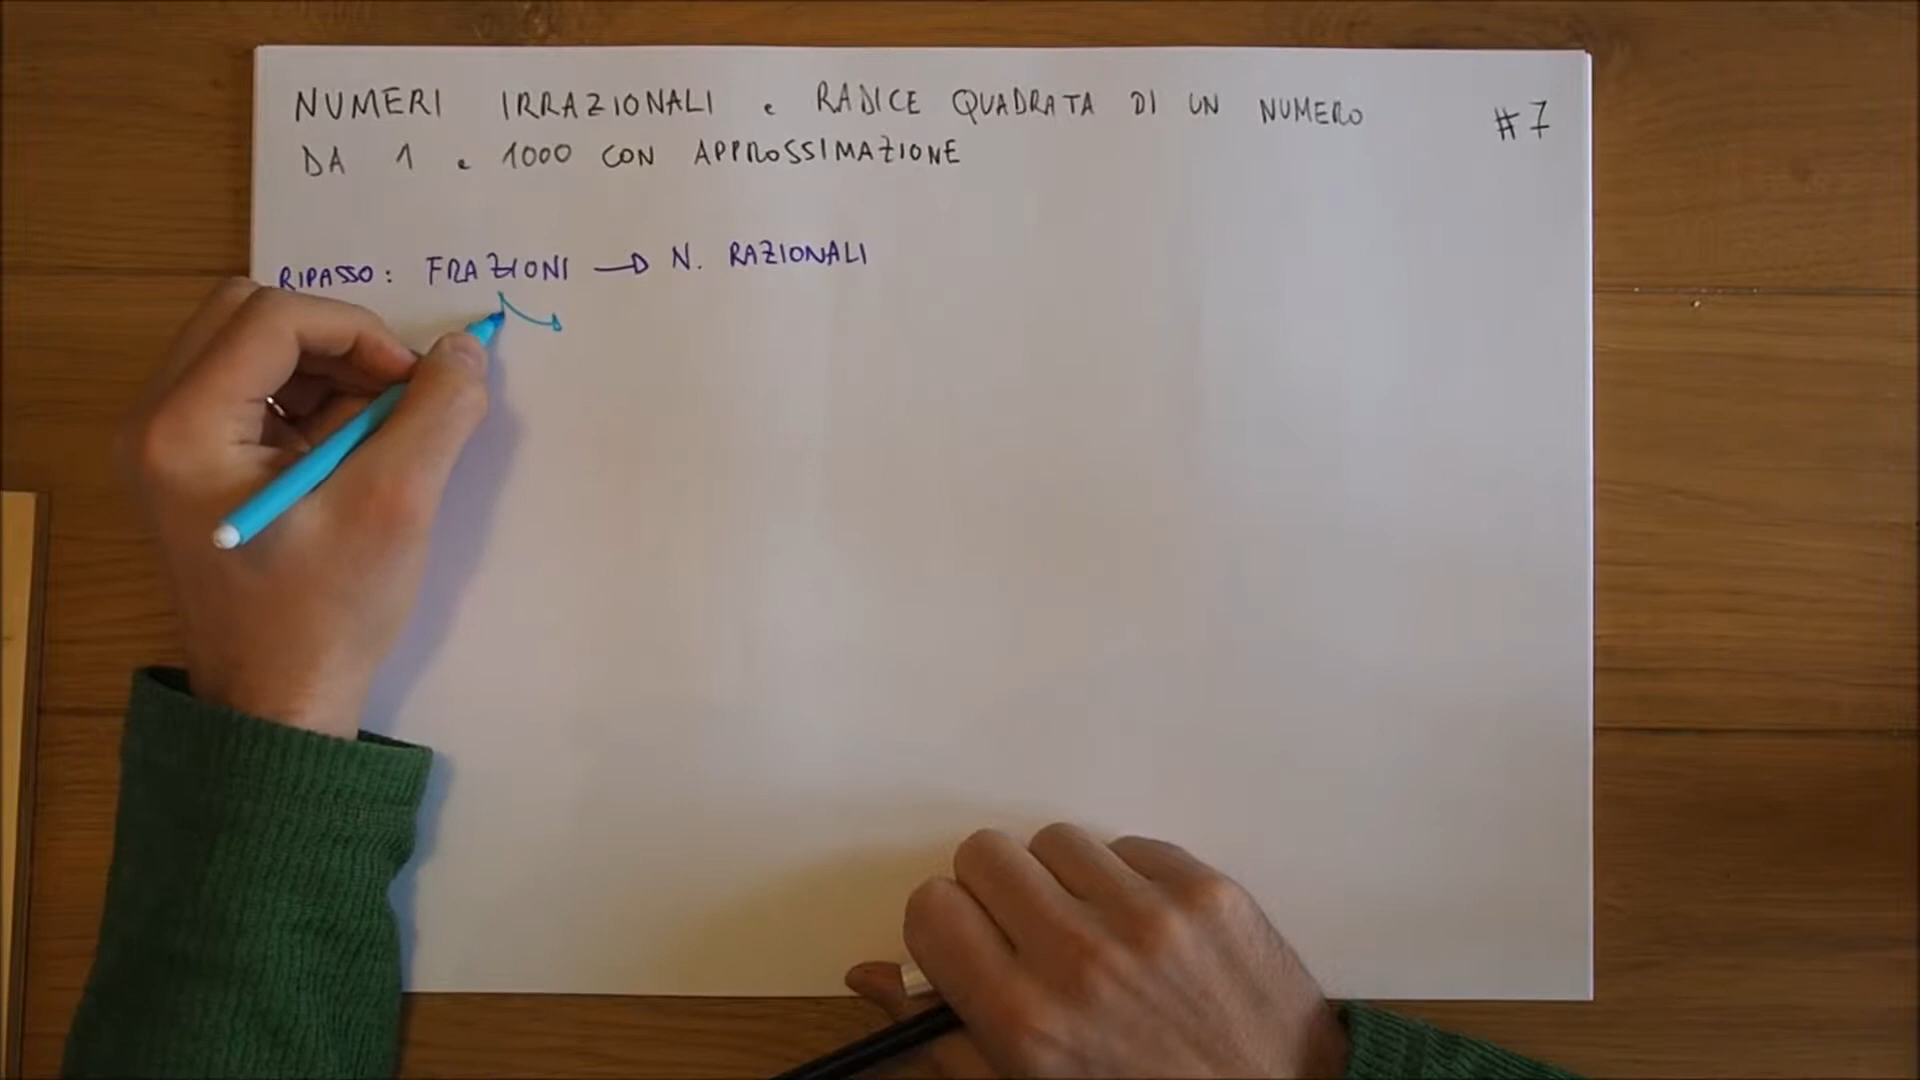 NUMERI IRRAZIONALI e RADICE QUADRATA DI UN NUMERO #7
DA 1 e 1000 CON APPROSSIMAZIONE
RIPASSO: FRAZIONI → N. RAZIONALI